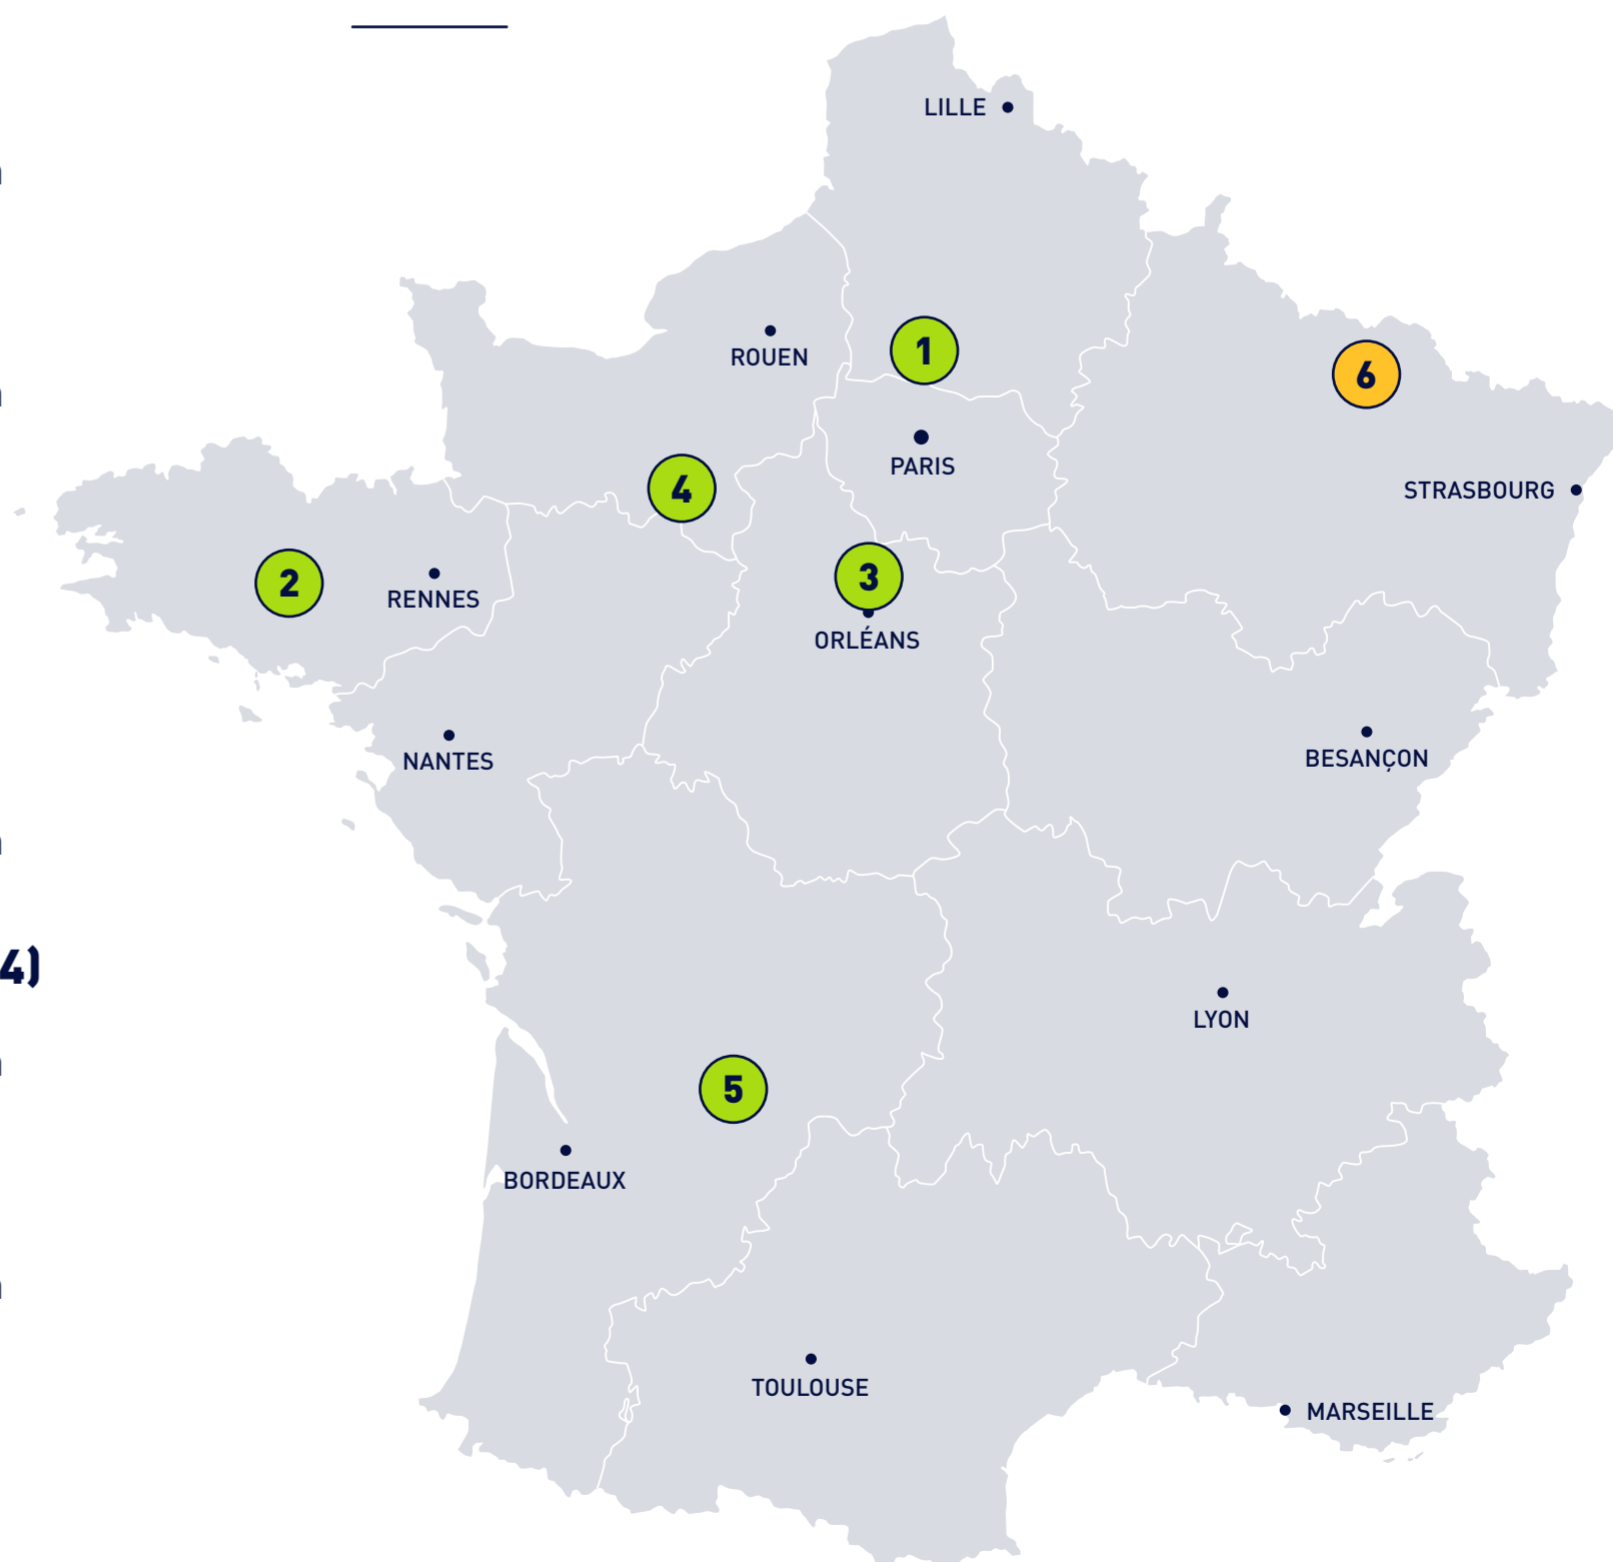 LILLE
ROUEN
1
6
PARIS
4
STRASBOURG
2
RENNES
3
ORLÉANS
NANTES
BESANÇON
4)
LYON
5
BORDEAUX
TOULOUSE
MARSEILLE